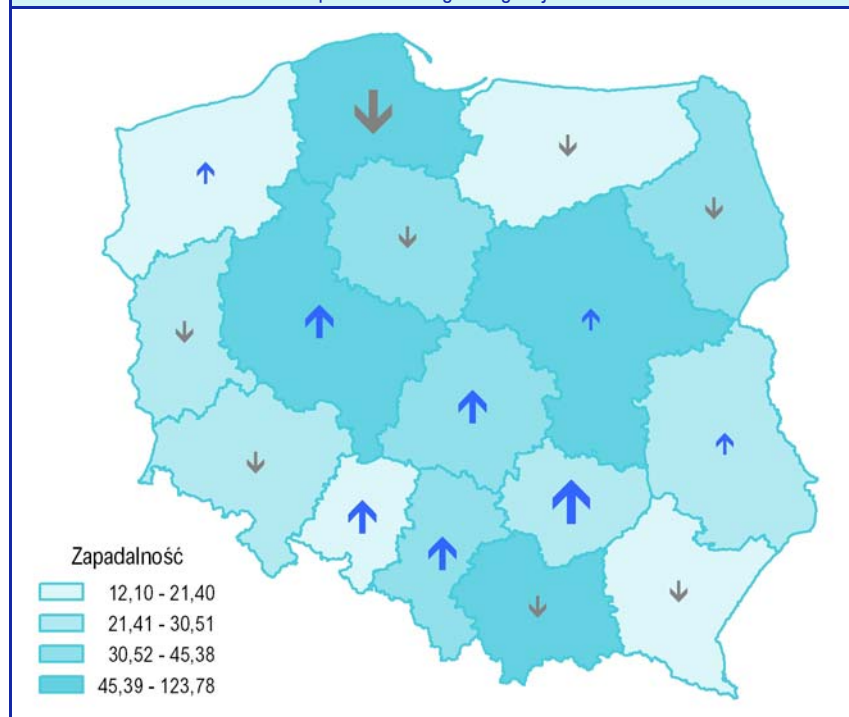 Zapadalność
12,10 - 21,40
21,41 - 30,51
30,52 - 45,38
45,39 - 123,78